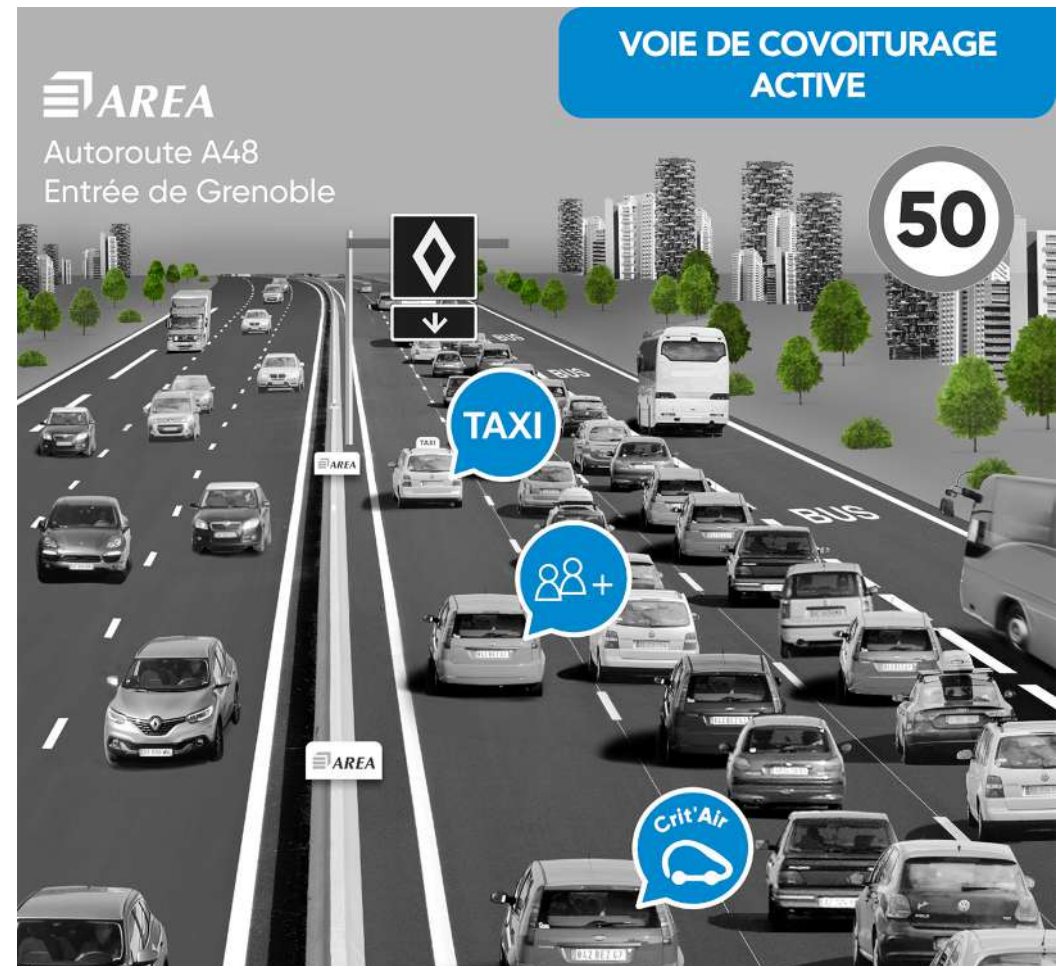 VOIE DE COVOITURAGE
ACTIVE
AREA
Autoroute A48
Entrée de Grenoble
50
BUS
BUS
TAXI
TAXI
AREA
BUS
+
AREA
Crit'Air